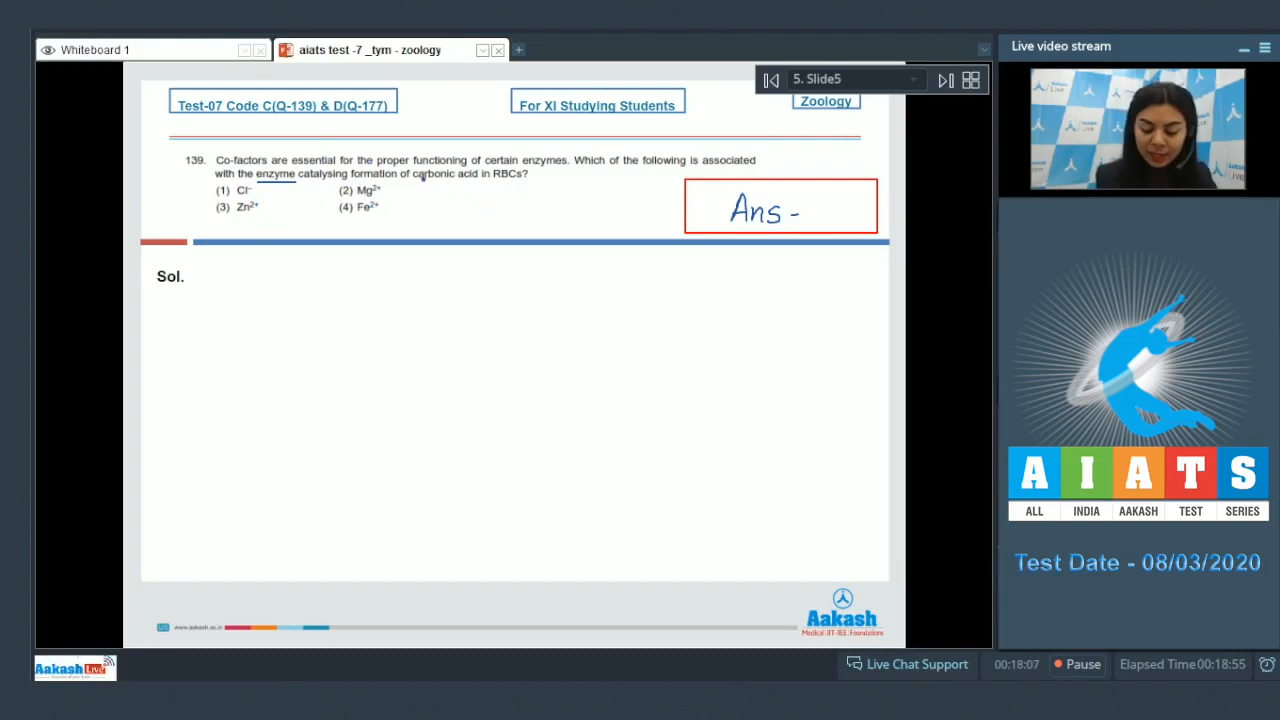 Whiteboard 1
aiats test -7 _tym - zoology
Live video stream
5. Slide5
Test-07 Code C(Q-139) & D(Q-177)
For XI Studying Students
Zoology
139. Co-factors are essential for the proper functioning of certain enzymes. Which of the following is associated
with the enzyme catalysing formation of carbonic acid in RBCs?
(1) Cl⁻ (2) Mg²⁺
(3) Zn²⁺ (4) Fe²⁺
Ans -
Sol.
A I A T S
ALL INDIA AAKASH TEST SERIES
Test Date - 08/03/2020
www.aakash.ac.in
Aakash
Medical | IIT-JEE | Foundations
Aakash Live
Live Chat Support
00:18:07
Pause
Elapsed Time 00:18:55